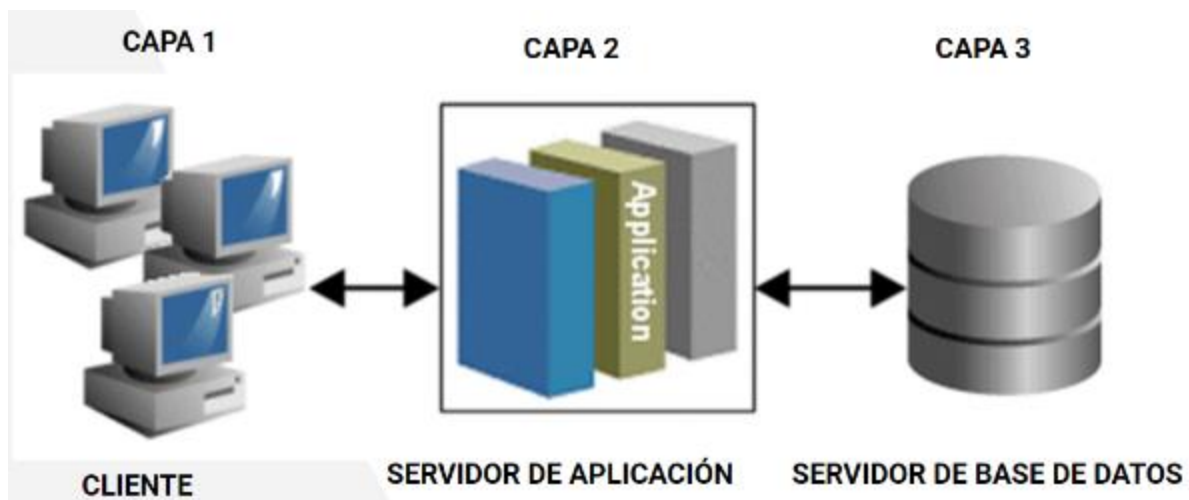 CAPA 1
CAPA 2
CAPA 3
Application
CLIENTE
SERVIDOR DE APLICACIÓN
SERVIDOR DE BASE DE DATOS